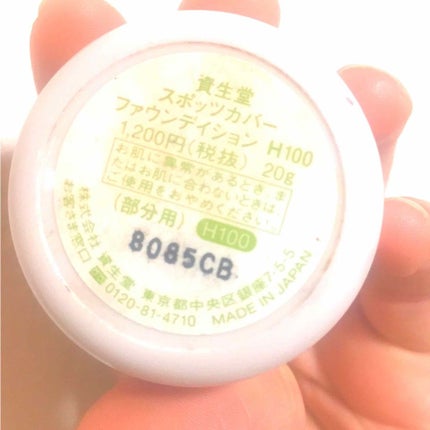 資生堂
スポッツカバー
ファウンデイション H100
1,200円(税抜) 20g
お肌に異常があるとき、ま
たはお肌に合わないときは、
ご使用をおやめください。
(部分用) H100
8085CB
株式会社 資生堂 東京都中央区銀座7-5-5
お客さま窓口 0120-81-4710 MADE IN JAPAN